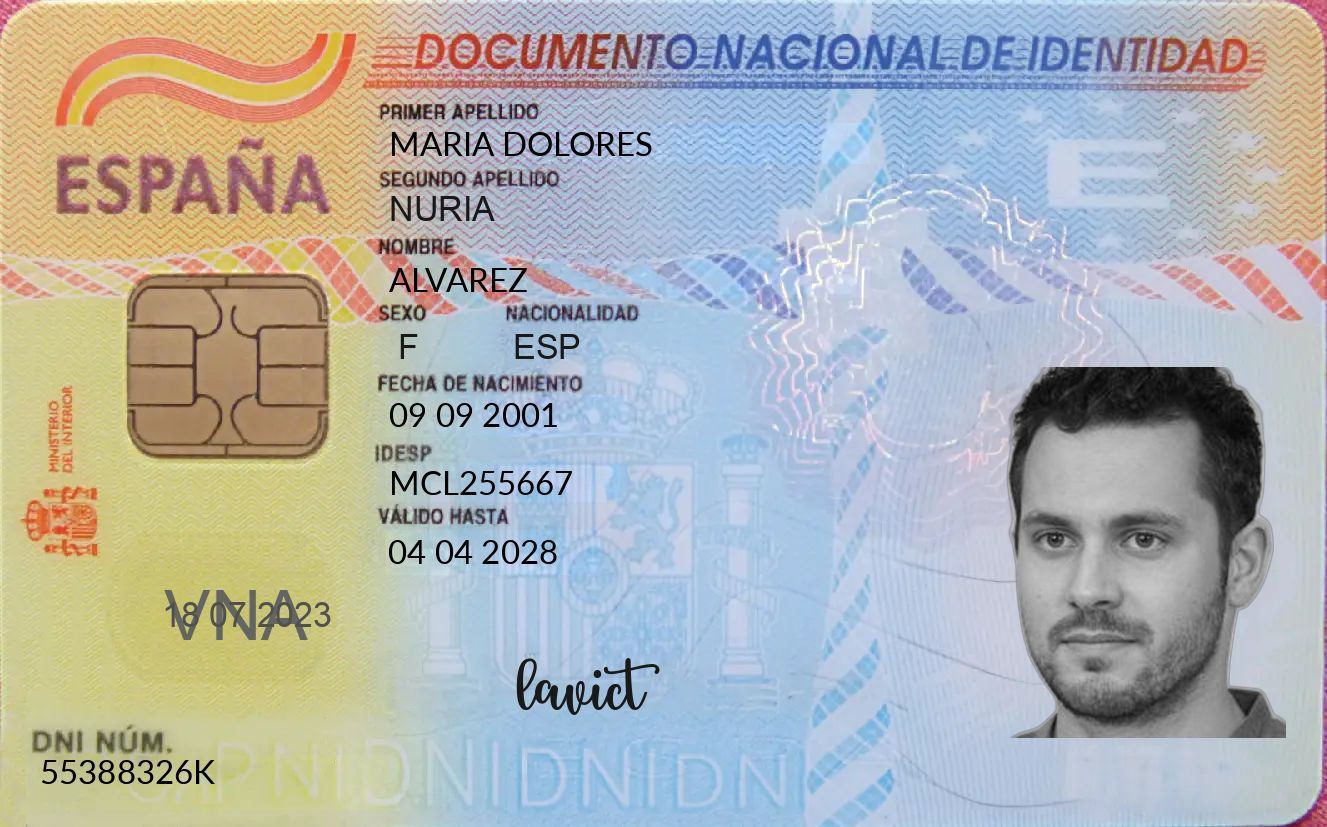 DOCUMENTO NACIONAL DE IDENTIDAD
ESPAÑA
PRIMER APELLIDO
MARIA DOLORES
SEGUNDO APELLIDO
NURIA
NOMBRE
ALVAREZ
SEXO NACIONALIDAD
F ESP
FECHA DE NACIMIENTO
09 09 2001
IDESP
MCL255667
VÁLIDO HASTA
04 04 2028
MINISTERIO
DEL INTERIOR
E
VNA
18 07 2023
lavict
DNI NÚM.
55388326K
DNIDNIDNIDNI